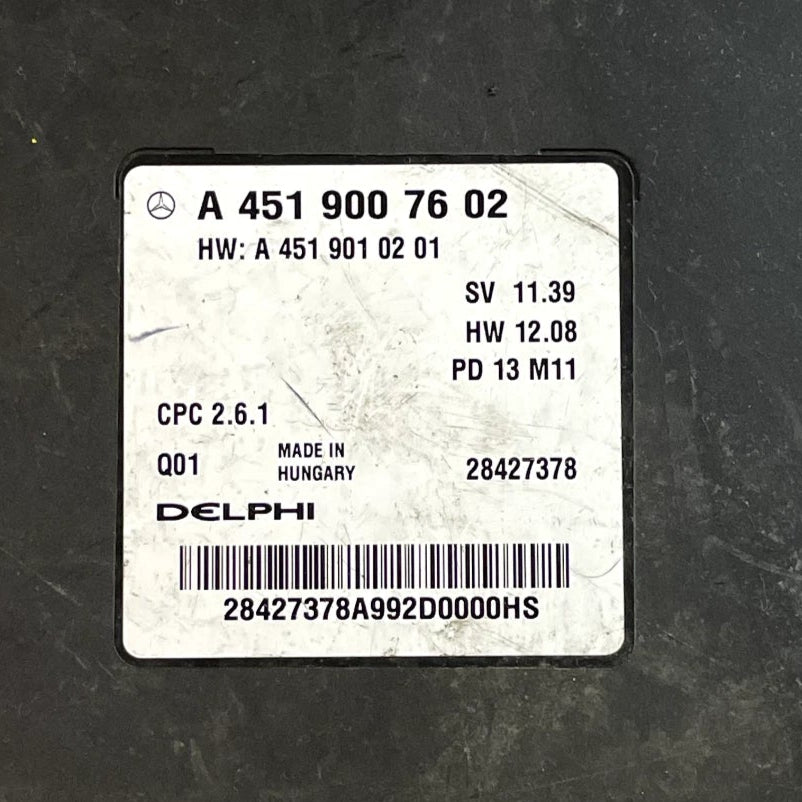 A 451 900 76 02
HW: A 451 901 02 01
SV 11.39
HW 12.08
PD 13 M11
CPC 2.6.1
Q01
MADE IN
HUNGARY
28427378
DELPHI
28427378A992D0000HS